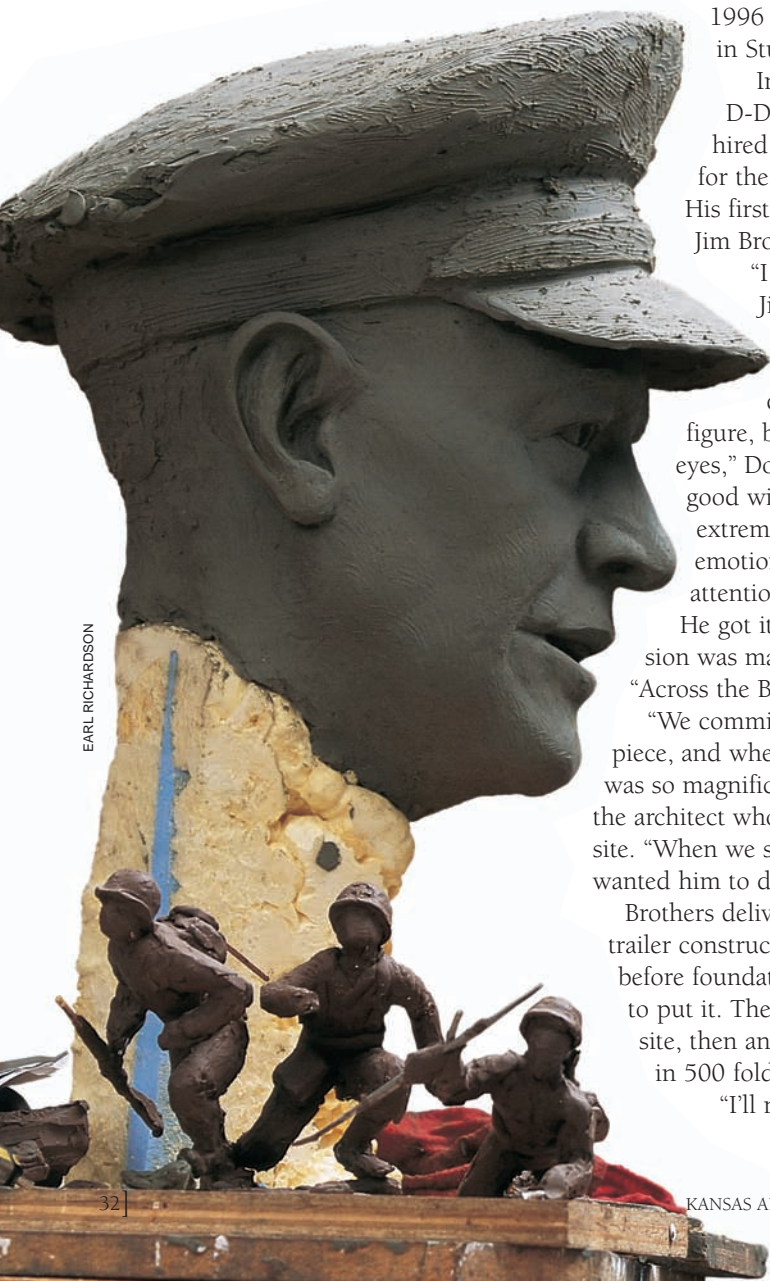 1996
in Stu
In
D-D
hired
for the
His first
Jim Bro
“I
Ji
figure, b
eyes,” Do
good wi
extrem
emotion
attentio
He got it
sion was ma
“Across the B
“We commi
piece, and whe
was so magnific
the architect who
site. “When we s
wanted him to d
Brothers deliv
trailer construc
before foundat
to put it. The
site, then an
in 500 fold
“I’ll
EARL RICHARDSON
32]
KANSAS A